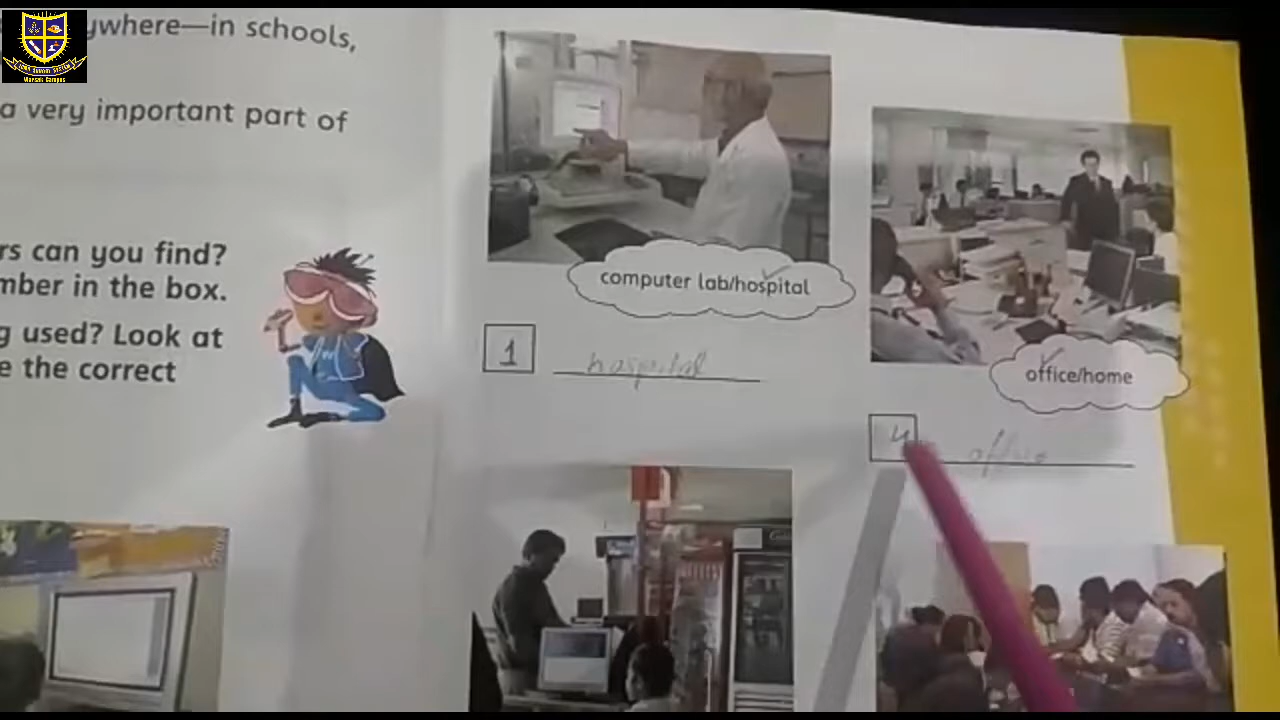 ywhere—in schools,
a very important part of
rs can you find?
mber in the box.
g used? Look at
e the correct
computer lab/hospital
1 hospital
office/home
4 office